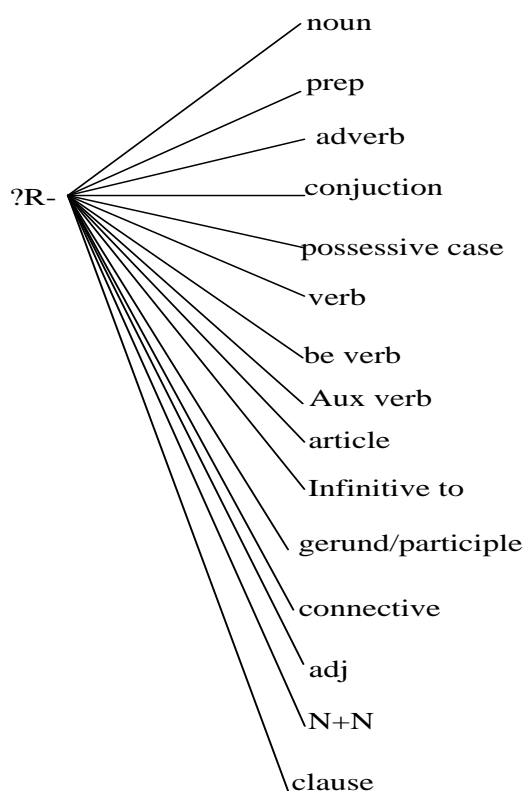 noun
prep
adverb
conjuction
?R-
possessive case
verb
be verb
Aux verb
article
Infinitive to
gerund/participle
connective
adj
N+N
clause